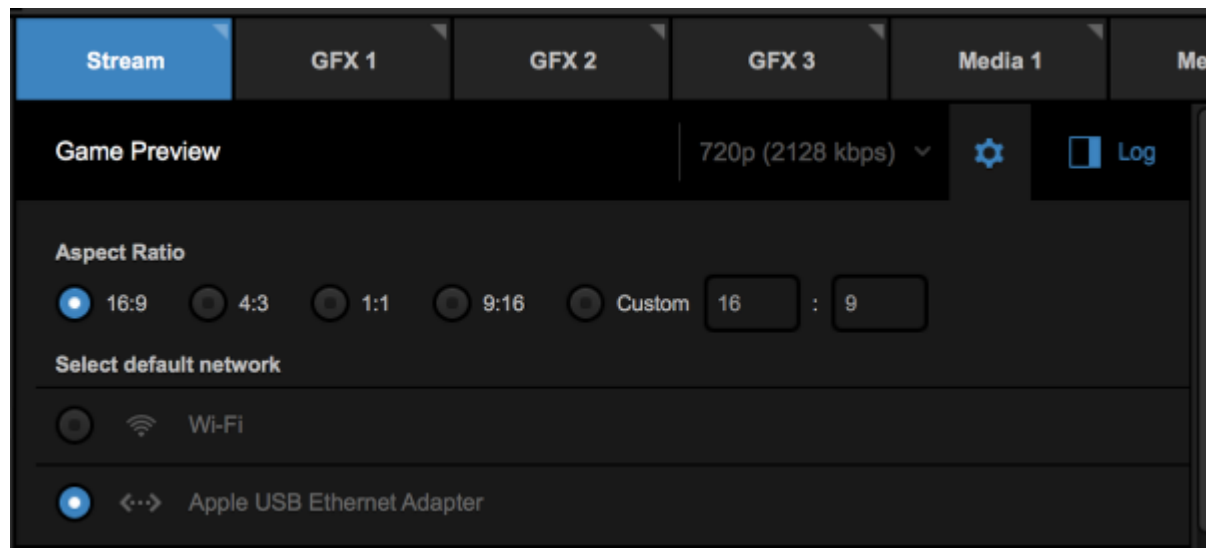 Stream GFX 1 GFX 2 GFX 3 Media 1 Me
Game Preview 720p (2128 kbps) Log
Aspect Ratio
16:9 4:3 1:1 9:16 Custom 16 : 9
Select default network
Wi-Fi
Apple USB Ethernet Adapter